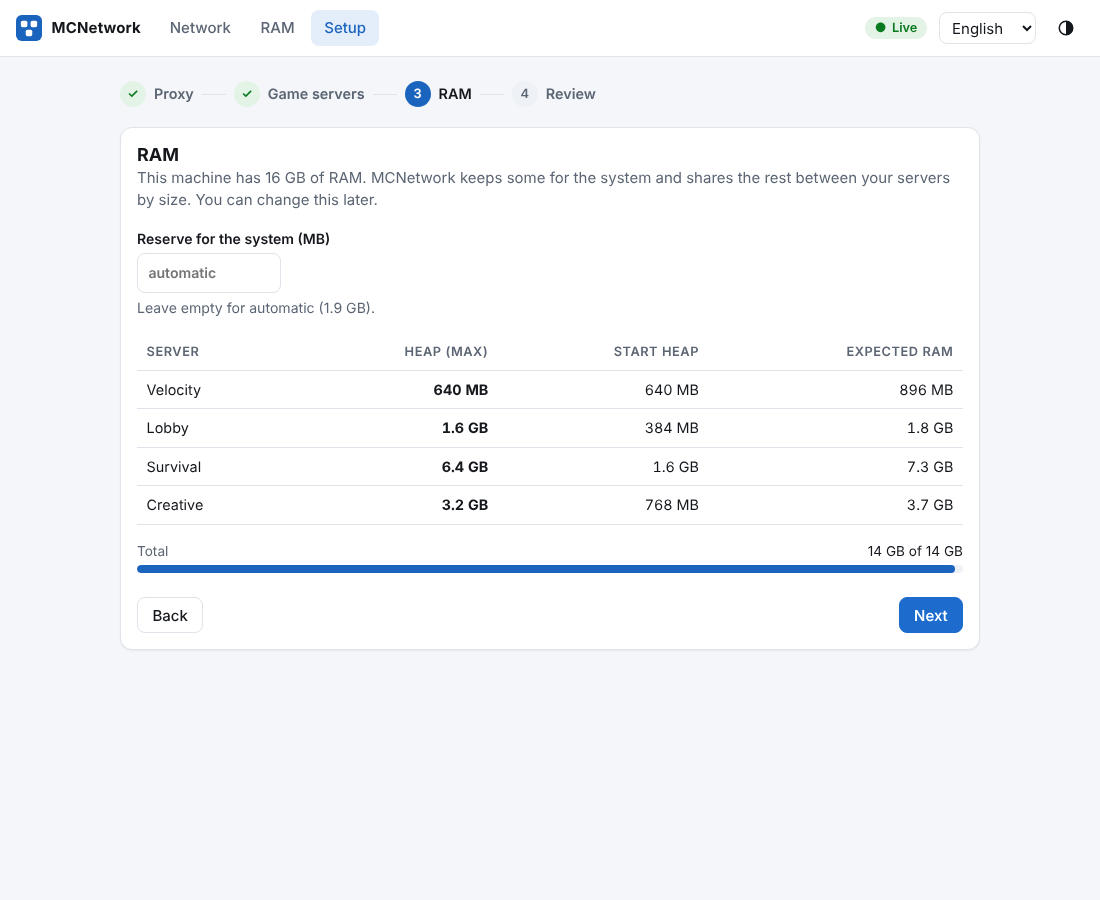 MCNetwork Network RAM Setup Live English
Proxy Game servers 3 RAM 4 Review
RAM
This machine has 16 GB of RAM. MCNetwork keeps some for the system and shares the rest between your servers
by size. You can change this later.
Reserve for the system (MB)
automatic
Leave empty for automatic (1.9 GB).
SERVER HEAP (MAX) START HEAP EXPECTED RAM
Velocity 640 MB 640 MB 896 MB
Lobby 1.6 GB 384 MB 1.8 GB
Survival 6.4 GB 1.6 GB 7.3 GB
Creative 3.2 GB 768 MB 3.7 GB
Total 14 GB of 14 GB
Back Next